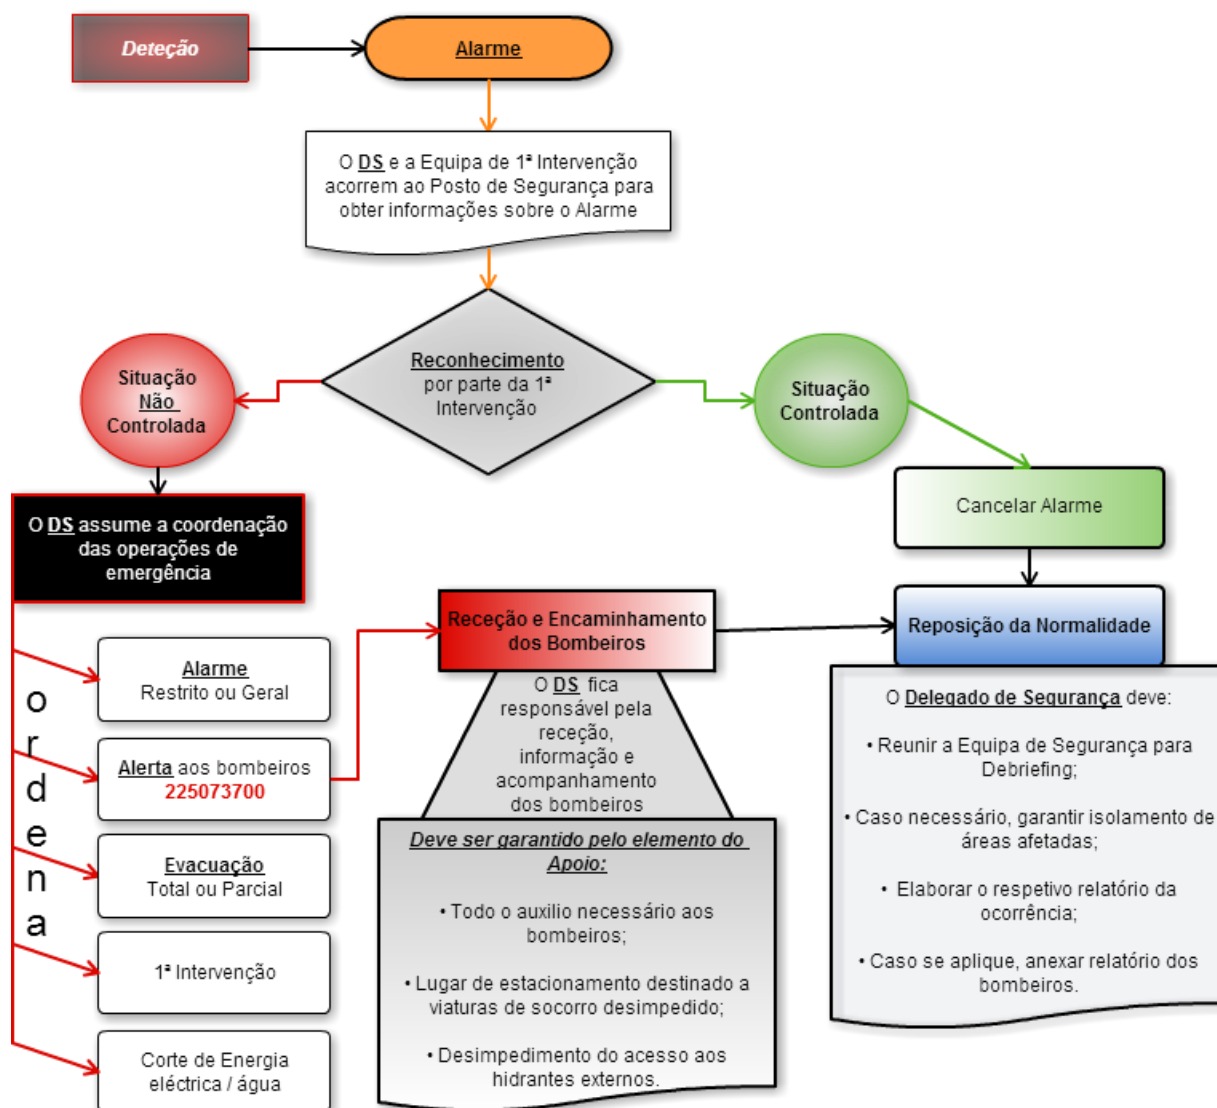 Deteção
Alarme
O DS e a Equipa de 1ª Intervenção
acorrem ao Posto de Segurança para
obter informações sobre o Alarme
Reconhecimento
por parte da 1ª
Intervenção
Situação
Não
Controlada
Situação
Controlada
O DS assume a coordenação
das operações de
emergência
Cancelar Alarme
ordena
Alarme
Restrito ou Geral
Alerta aos bombeiros
225073700
Evacuação
Total ou Parcial
1ª Intervenção
Corte de Energia
eléctrica / água
Receção e Encaminhamento
dos Bombeiros
O DS fica
responsável pela
receção,
informação e
acompanhamento
dos bombeiros
Deve ser garantido pelo elemento do
Apoio:
• Todo o auxilio necessário aos
bombeiros;
• Lugar de estacionamento destinado a
viaturas de socorro desimpedido;
• Desimpedimento do acesso aos
hidrantes externos.
Reposição da Normalidade
O Delegado de Segurança deve:
• Reunir a Equipa de Segurança para
Debriefing;
• Caso necessário, garantir isolamento de
áreas afetadas;
• Elaborar o respetivo relatório da
ocorrência;
• Caso se aplique, anexar relatório dos
bombeiros.